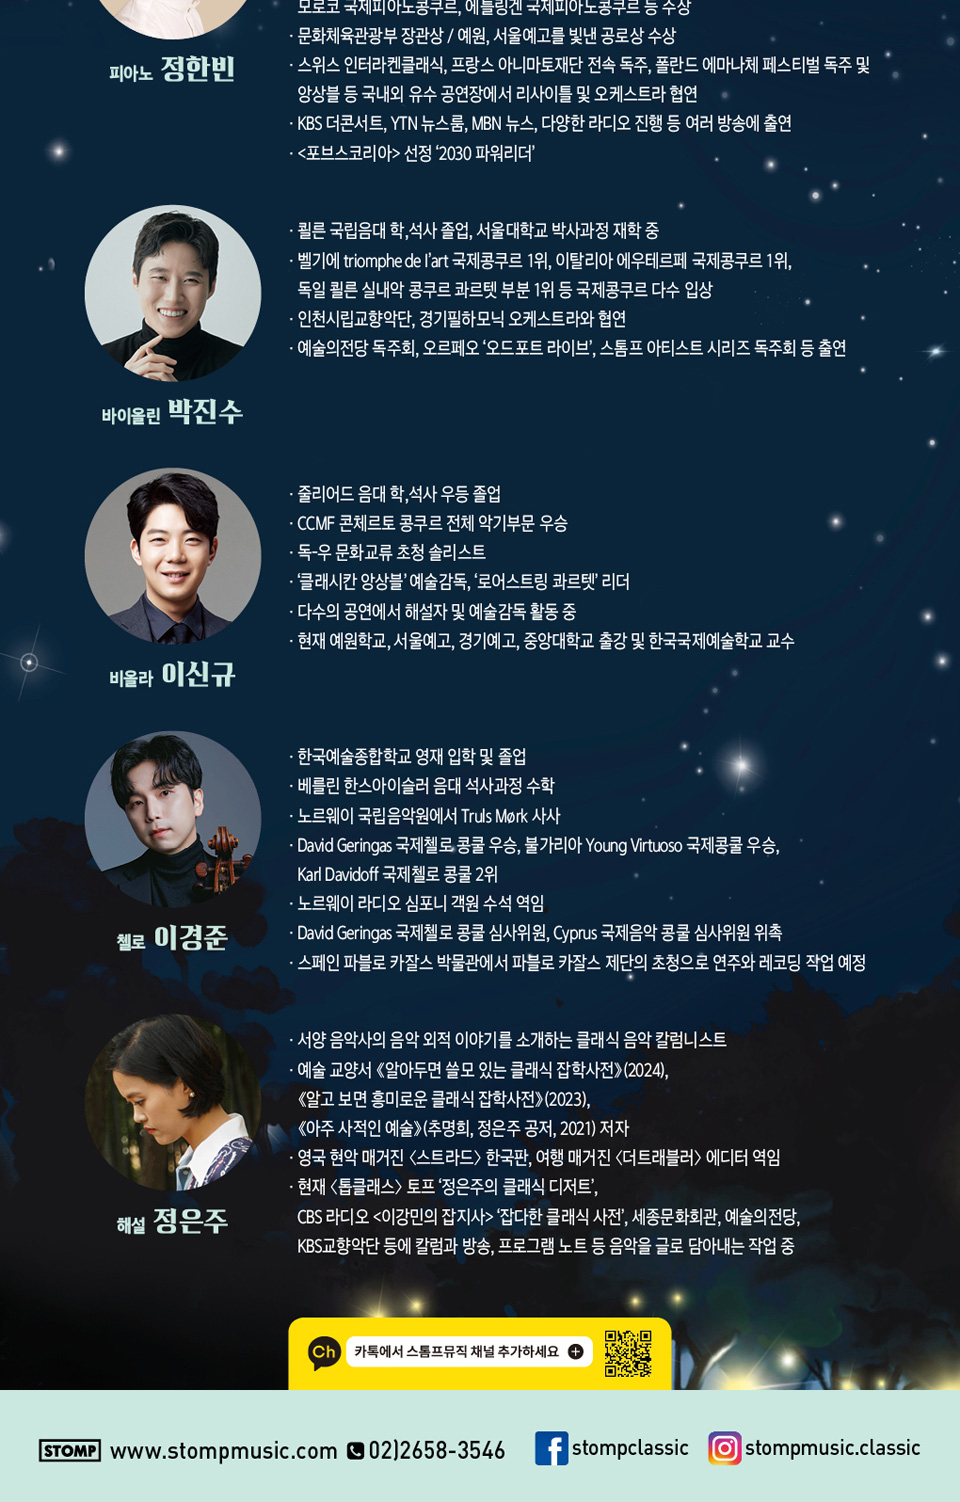 모로코 국제피아노콩쿠르, 에틀링겐 국제피아노콩쿠르 등 수상
· 문화체육관광부 장관상 / 예원, 서울예고를 빛낸 공로상 수상
· 스위스 인터라켄클래식, 프랑스 아니마토재단 전속 독주, 폴란드 에마나체 페스티벌 독주 및
앙상블 등 국내외 유수 공연장에서 리사이틀 및 오케스트라 협연
· KBS 더콘서트, YTN 뉴스룸, MBN 뉴스, 다양한 라디오 진행 등 여러 방송에 출연
· <포브스코리아> 선정 ‘2030 파워리더’
피아노 정한빈
· 쾰른 국립음대 학,석사 졸업, 서울대학교 박사과정 재학 중
· 벨기에 triomphe de l’art 국제콩쿠르 1위, 이탈리아 에우테르페 국제콩쿠르 1위,
독일 쾰른 실내악 콩쿠르 콰르텟 부분 1위 등 국제콩쿠르 다수 입상
· 인천시립교향악단, 경기필하모닉 오케스트라와 협연
· 예술의전당 독주회, 오르페오 ‘오드포트 라이브’, 스톰프 아티스트 시리즈 독주회 등 출연
바이올린 박진수
· 줄리어드 음대 학,석사 우등 졸업
· CCMF 콘체르토 콩쿠르 전체 악기부문 우승
· 독-우 문화교류 초청 솔리스트
· ‘클래시칸 앙상블’ 예술감독, ‘로어스트링 콰르텟’ 리더
· 다수의 공연에서 해설자 및 예술감독 활동 중
· 현재 예원학교, 서울예고, 경기예고, 중앙대학교 출강 및 한국국제예술학교 교수
비올라 이신규
· 한국예술종합학교 영재 입학 및 졸업
· 베를린 한스아이슬러 음대 석사과정 수학
· 노르웨이 국립음악원에서 Truls Mørk 사사
· David Geringas 국제첼로 콩쿨 우승, 불가리아 Young Virtuoso 국제콩쿨 우승,
Karl Davidoff 국제첼로 콩쿨 2위
· 노르웨이 라디오 심포니 객원 수석 역임
· David Geringas 국제첼로 콩쿨 심사위원, Cyprus 국제음악 콩쿨 심사위원 위촉
· 스페인 파블로 카잘스 박물관에서 파블로 카잘스 제단의 초청으로 연주와 레코딩 작업 예정
첼로 이경준
· 서양 음악사의 음악 외적 이야기를 소개하는 클래식 음악 칼럼니스트
· 예술 교양서 《알아두면 쓸모 있는 클래식 잡학사전》(2024),
《알고 보면 흥미로운 클래식 잡학사전》(2023),
《아주 사적인 예술》(추명희, 정은주 공저, 2021) 저자
· 영국 현악 매거진 〈스트라드〉 한국판, 여행 매거진 〈더트래블러〉 에디터 역임
· 현재 〈톱클래스〉 토프 ‘정은주의 클래식 디저트’,
CBS 라디오 <이강민의 잡지사> ‘잡다한 클래식 사전’, 세종문화회관, 예술의전당,
KBS교향악단 등에 칼럼과 방송, 프로그램 노트 등 음악을 글로 담아내는 작업 중
해설 정은주
Ch 카톡에서 스톰프뮤직 채널 추가하세요
STOMP www.stompmusic.com 02)2658-3546 stompclassic stompmusic.classic